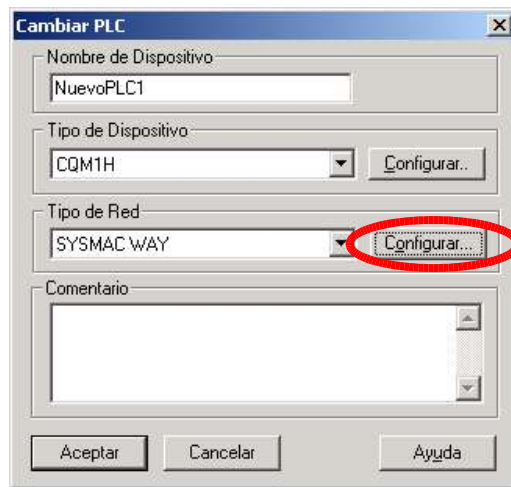 Cambiar PLC
Nombre de Dispositivo
NuevoPLC1
Tipo de Dispositivo
CQM1H Configurar..
Tipo de Red
SYSMAC WAY Configurar...
Comentario
Aceptar Cancelar Ayuda